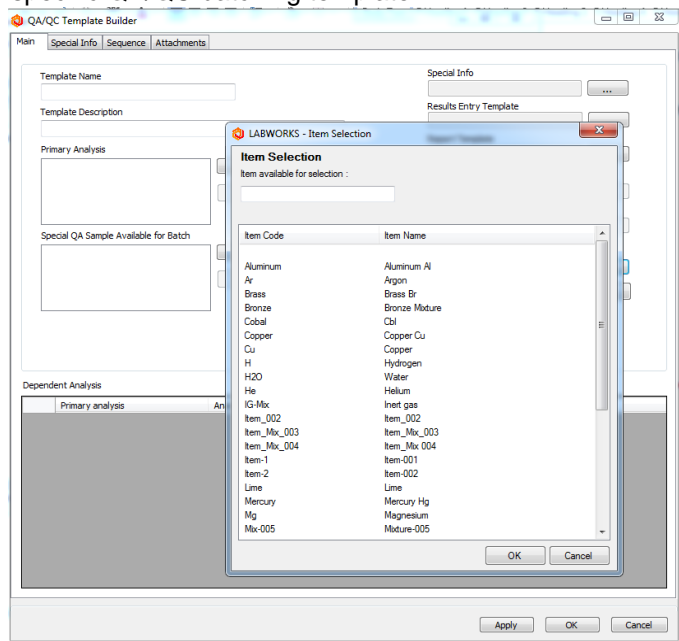 QA/QC Template Builder
Main Special Info Sequence Attachments
Template Name
Special Info
...
Template Description
Results Entry Template
Primary Analysis
Special QA Sample Available for Batch
LABWORKS - Item Selection
Item Selection
Item available for selection :
Item Code Item Name
Aluminum Aluminum Al
Ar Argon
Brass Brass Br
Bronze Bronze Mixture
Cobal Cbl
Copper Copper Cu
Cu Copper
H Hydrogen
H2O Water
He Helium
IG-Mix Inert gas
Item_002 Item_002
Item_Mix_003 Item_Mix_003
Item_Mix_004 Item_Mix 004
Item-1 Item-001
Item-2 Item-002
Lime Lime
Mercury Mercury Hg
Mg Magnesium
Mix-005 Mixture-005
OK Cancel
Dependent Analysis
Primary analysis An
Apply OK Cancel